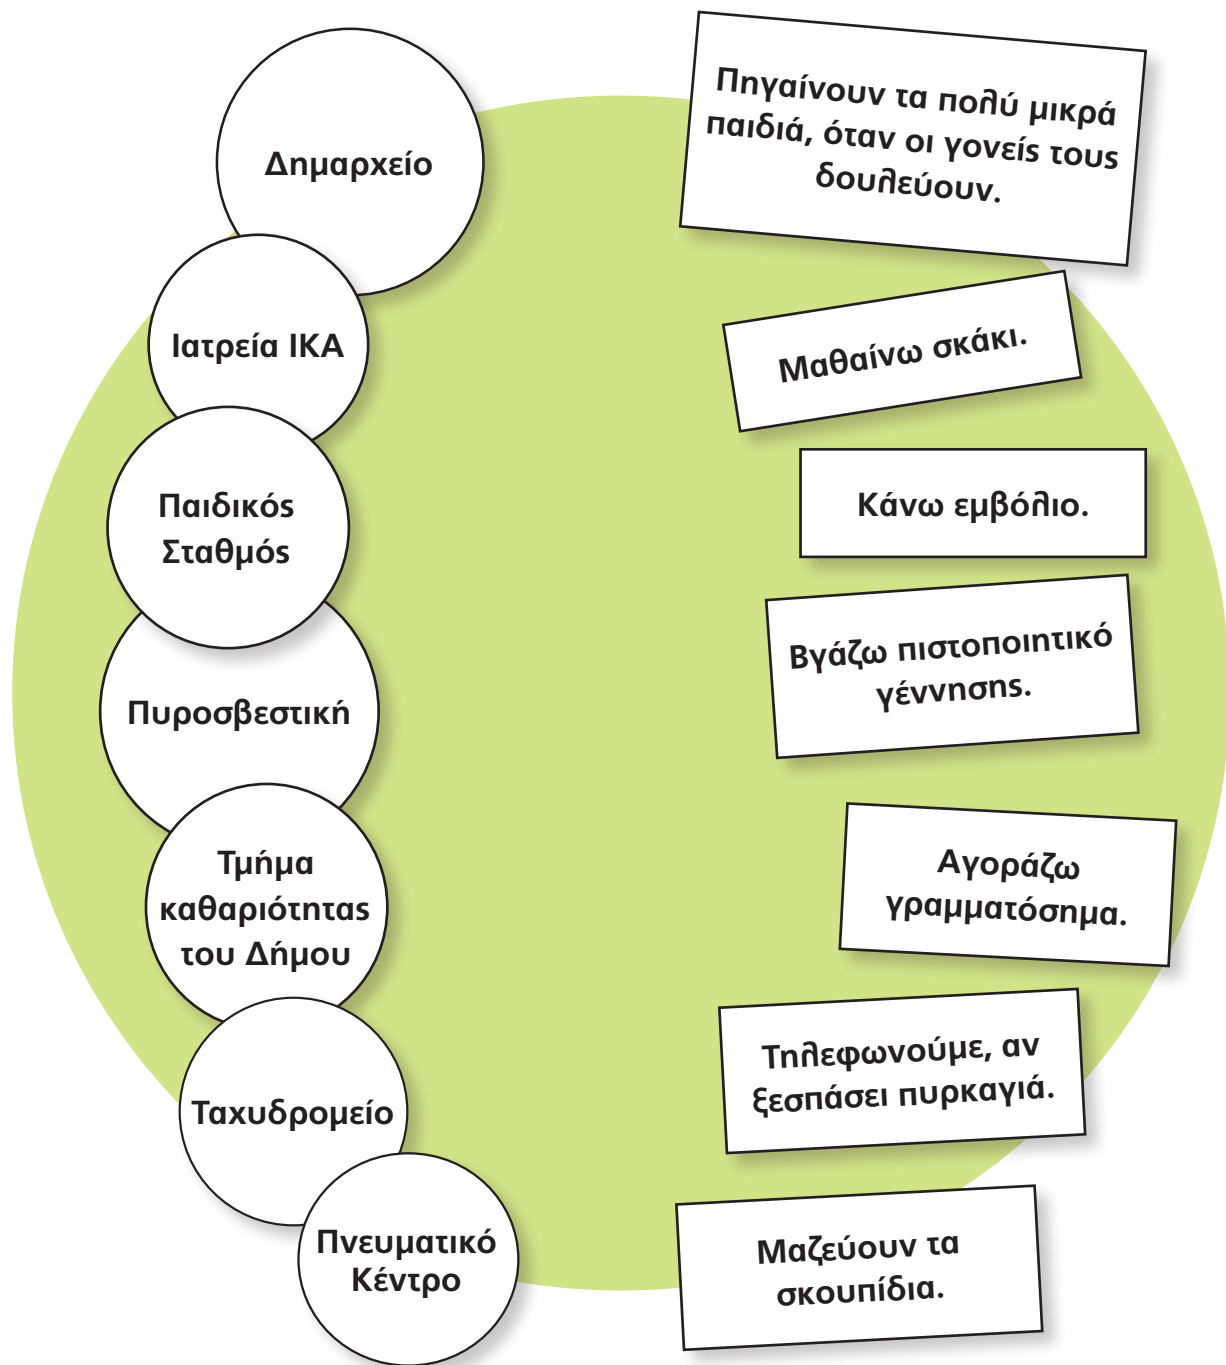 Δημαρχείο
Ιατρεία ΙΚΑ
Παιδικός
Σταθμός
Πυροσβεστική
Τμήμα
καθαριότητας
του Δήμου
Ταχυδρομείο
Πνευματικό
Κέντρο
Πηγαίνουν τα πολύ μικρά
παιδιά, όταν οι γονείς τους
δουλεύουν.
Μαθαίνω σκάκι.
Κάνω εμβόλιο.
Βγάζω πιστοποιητικό
γέννησης.
Αγοράζω
γραμματόσημα.
Τηλεφωνούμε, αν
ξεσπάσει πυρκαγιά.
Μαζεύουν τα
σκουπίδια.